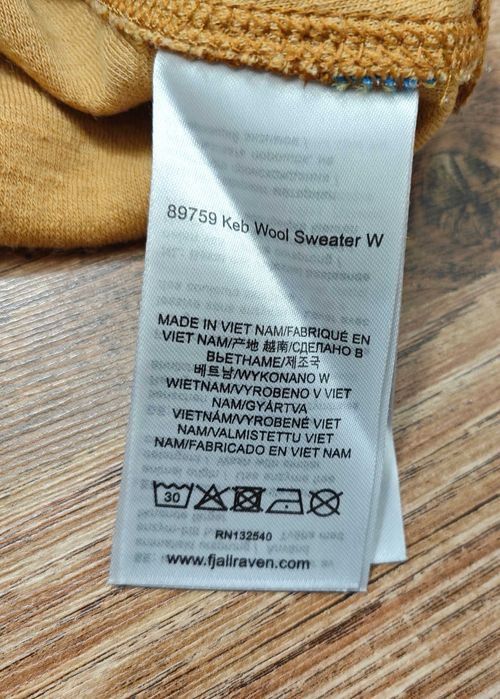 89759 Keb Wool Sweater W
MADE IN VIET NAM/FABRIQUÉ EN
VIET NAM/产地 越南/СДЕЛАНО В
ВЬЕТНАМЕ/제조국
베트남/WYKONANO W
WIETNAM/VYROBENO V VIET
NAM/GYÁRTVA
VIETNÁM/VYROBENÉ VIET
NAM/VALMISTETTU VIET
NAM/FABRICADO EN VIET NAM
30
RN132540
www.fjallraven.com